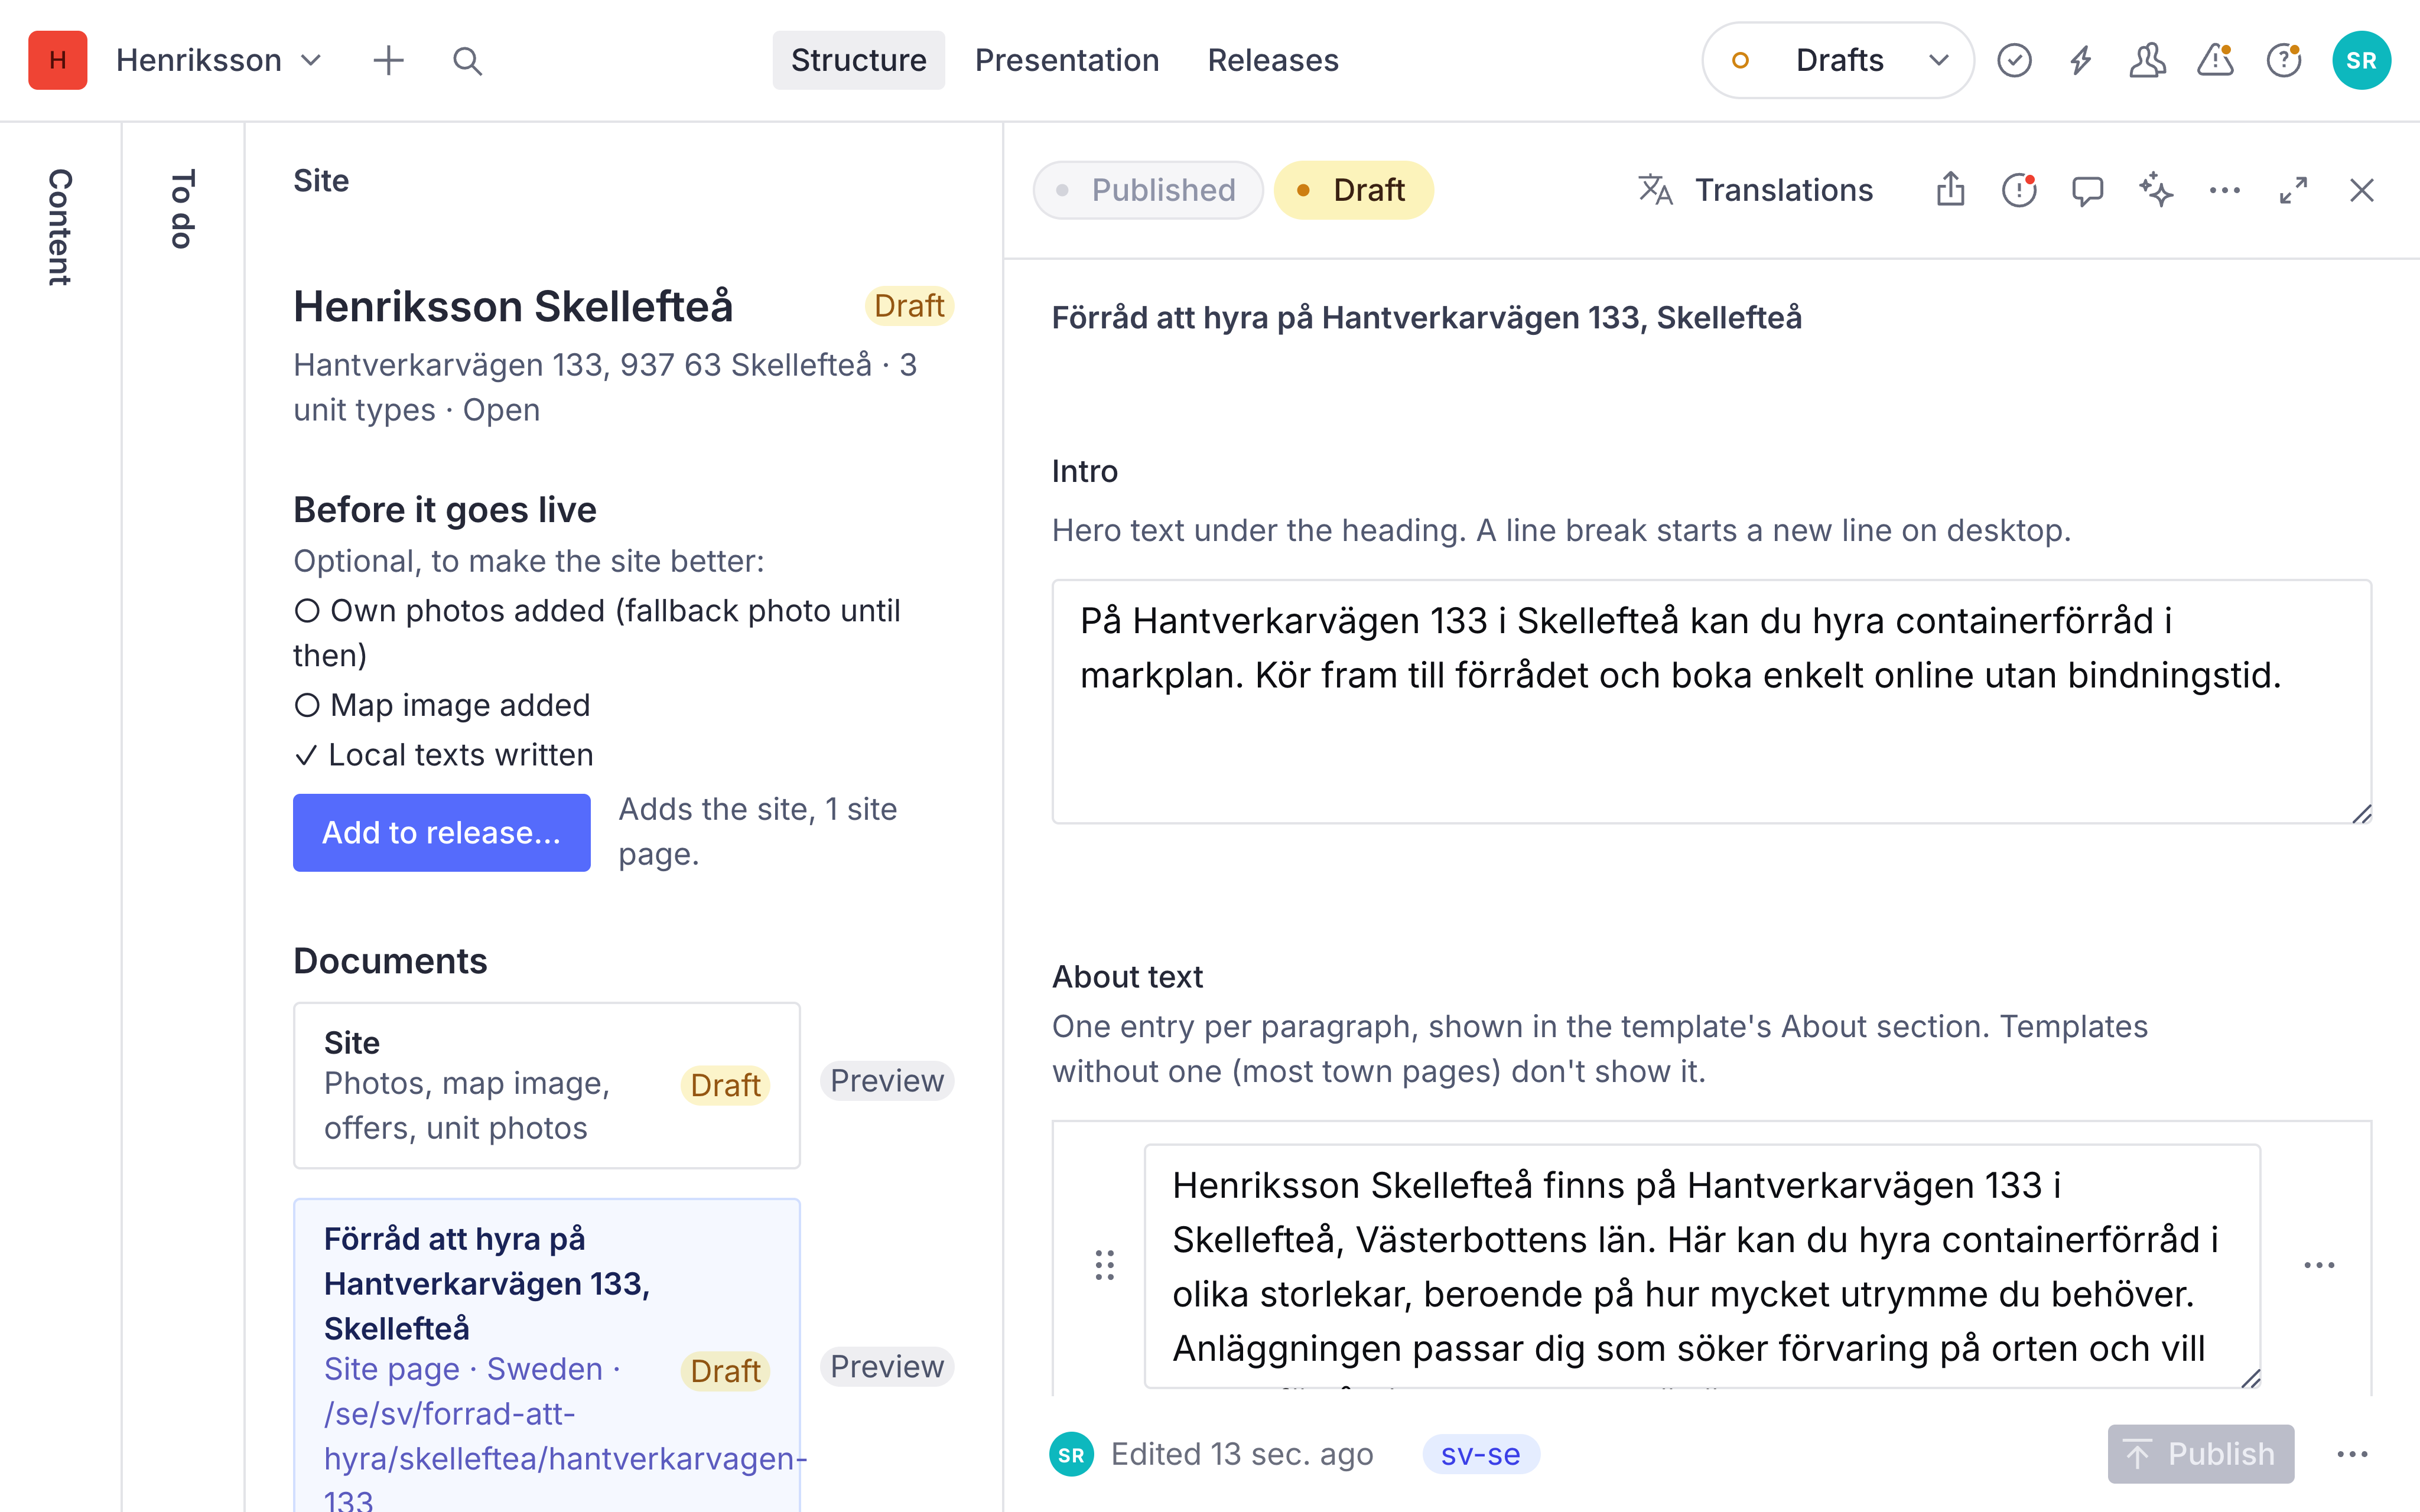 H Henriksson
Structure Presentation Releases
Drafts
SR
Content
To do
Site
Henriksson Skellefteå Draft
Hantverkarvägen 133, 937 63 Skellefteå · 3
unit types · Open
Before it goes live
Optional, to make the site better:
Own photos added (fallback photo until
then)
Map image added
✓ Local texts written
Add to release...
Adds the site, 1 site
page.
Documents
Site
Photos, map image,
offers, unit photos
Draft
Preview
Förråd att hyra på
Hantverkarvägen 133,
Skellefteå
Site page · Sweden ·
/se/sv/forrad-att-
hyra/skelleftea/hantverkarvagen-
133
Draft
Preview
Published Draft
Translations
Förråd att hyra på Hantverkarvägen 133, Skellefteå
Intro
Hero text under the heading. A line break starts a new line on desktop.
På Hantverkarvägen 133 i Skellefteå kan du hyra containerförråd i
markplan. Kör fram till förrådet och boka enkelt online utan bindningstid.
About text
One entry per paragraph, shown in the template's About section. Templates
without one (most town pages) don't show it.
Henriksson Skellefteå finns på Hantverkarvägen 133 i
Skellefteå, Västerbottens län. Här kan du hyra containerförråd i
olika storlekar, beroende på hur mycket utrymme du behöver.
Anläggningen passar dig som söker förvaring på orten och vill
SR Edited 13 sec. ago sv-se
Publish